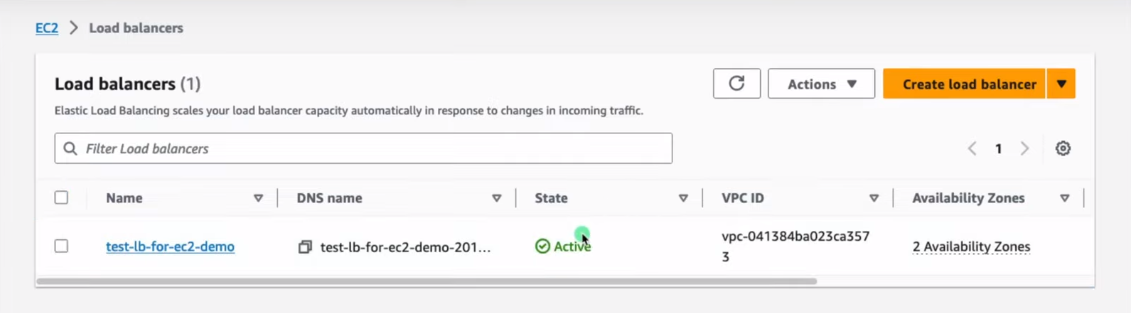 EC2 > Load balancers
Load balancers (1)
Actions
Create load balancer
Elastic Load Balancing scales your load balancer capacity automatically in response to changes in incoming traffic.
Filter Load balancers
1
Name DNS name State VPC ID Availability Zones
test-lb-for-ec2-demo test-lb-for-ec2-demo-201... Active vpc-041384ba023ca357
3 2 Availability Zones